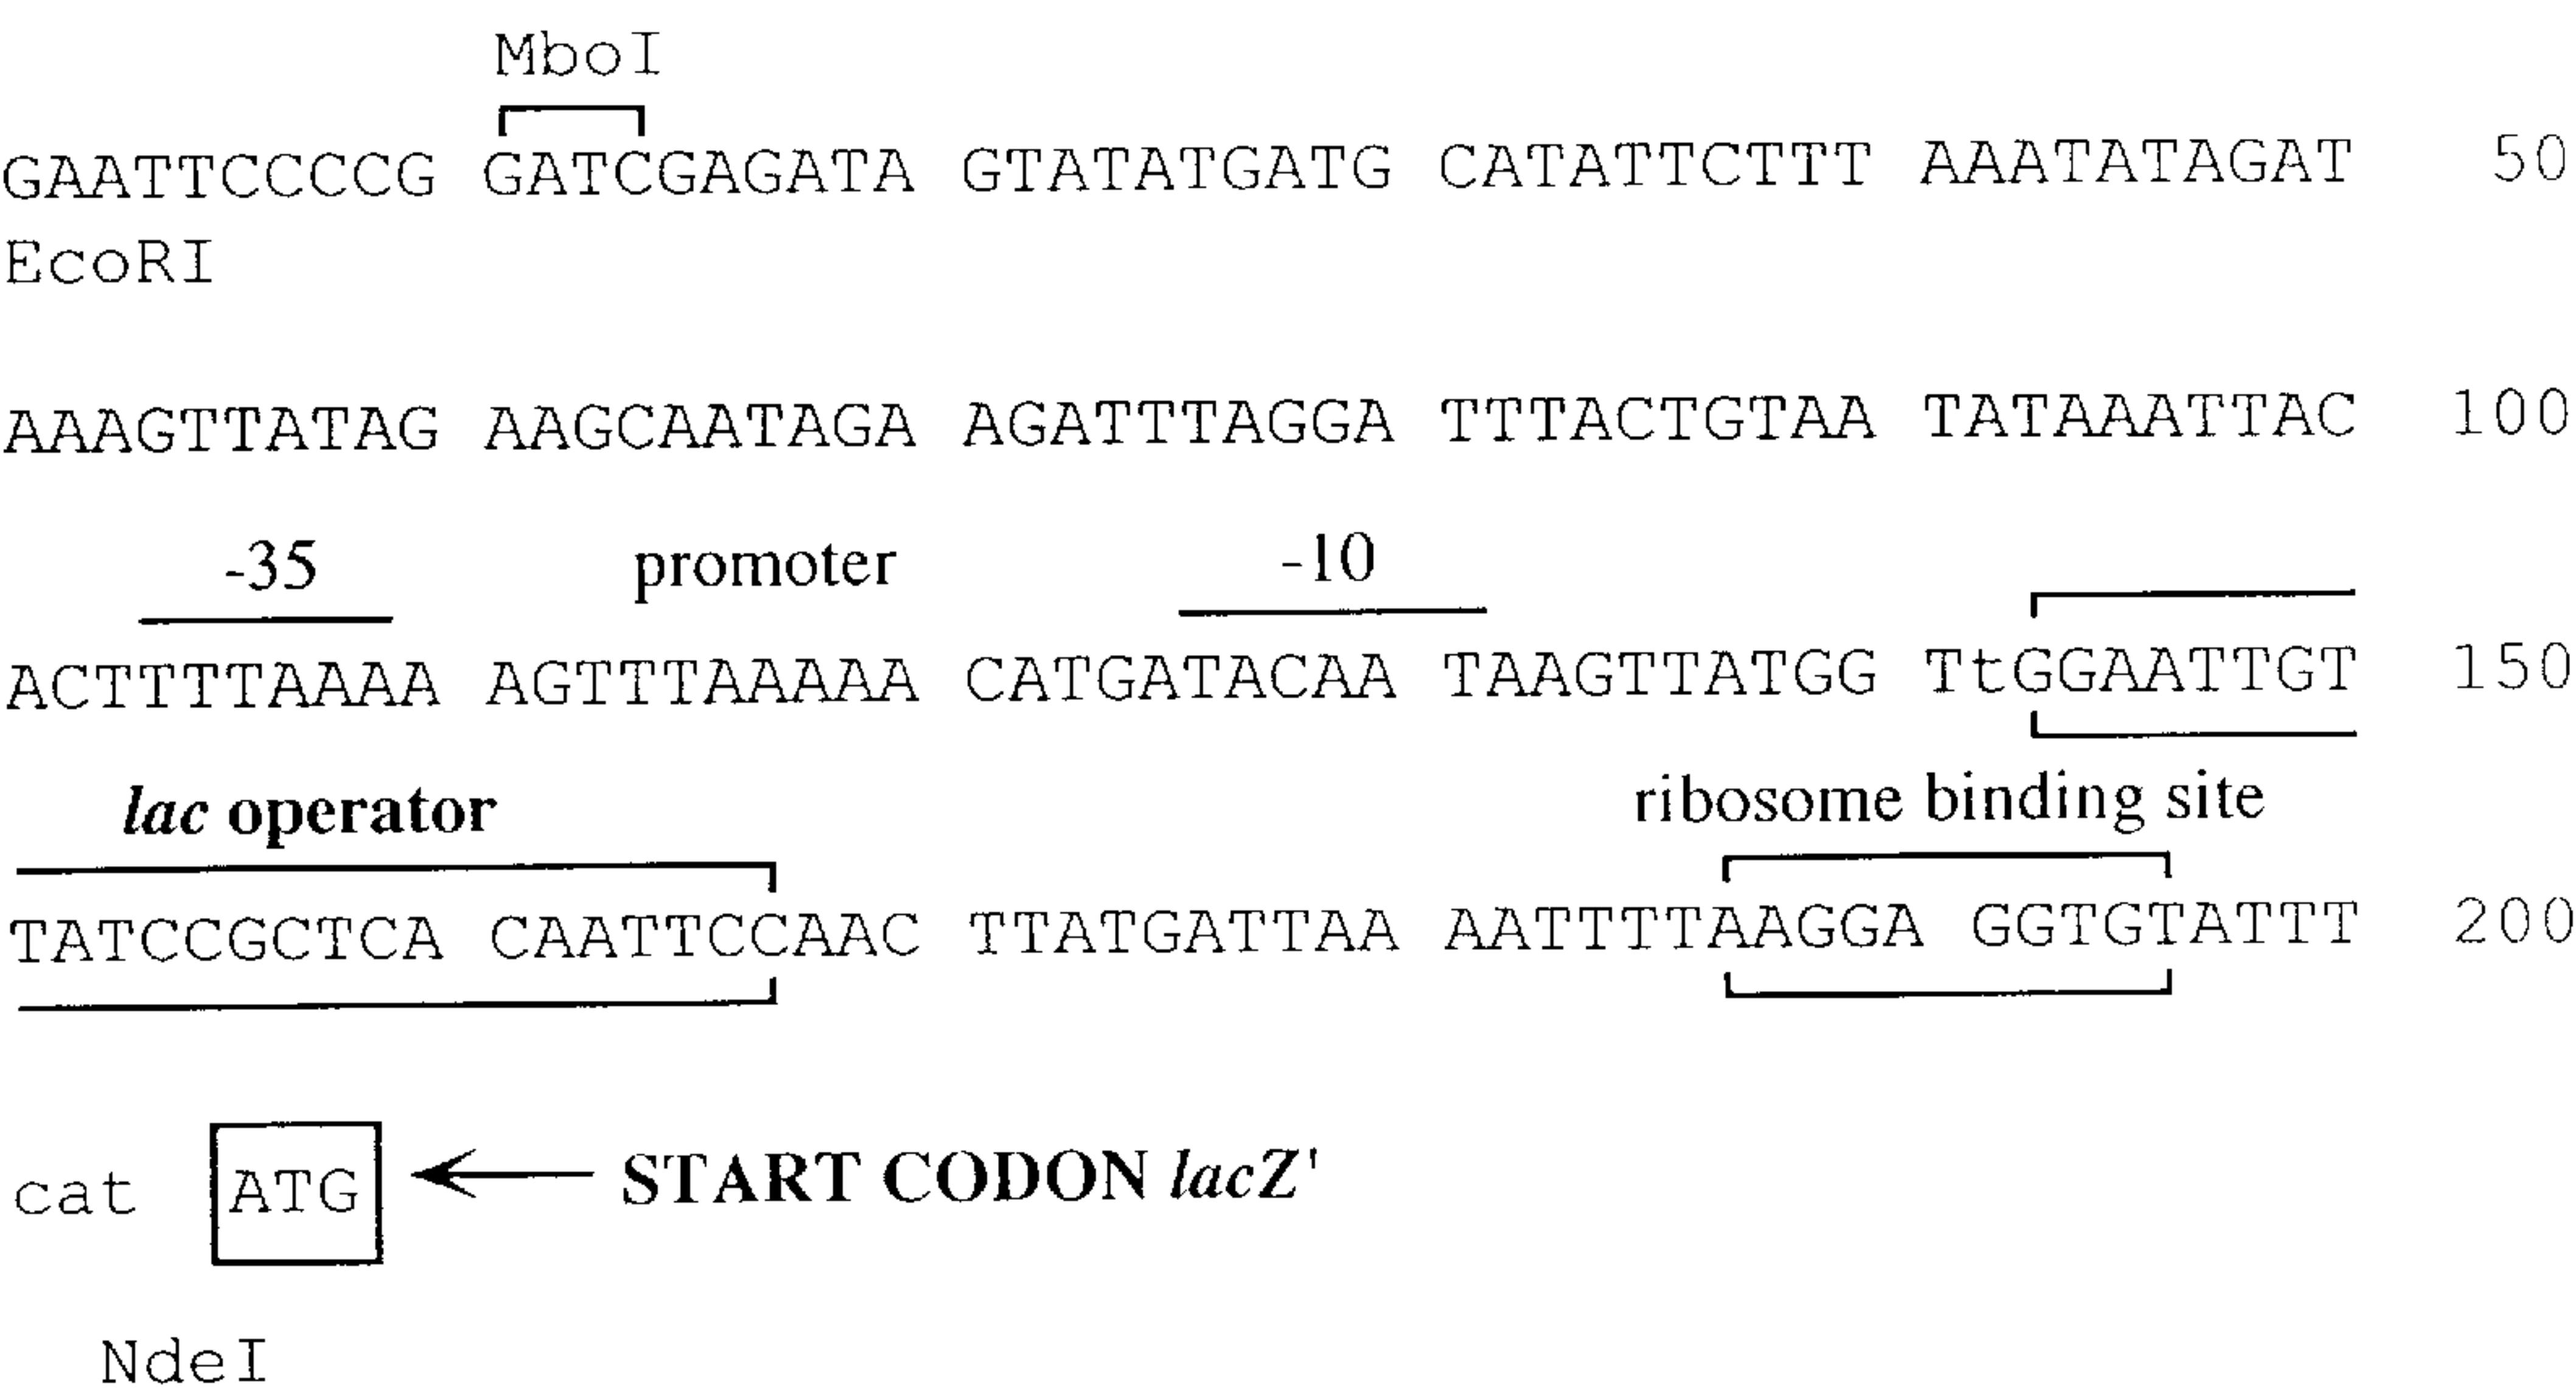 MboI
GAATTCCCCG GATCGAGATA GTATATGATG CATATTCTTT AAATATAGAT 50
EcoRI
AAAGTTATAG AAGCAATAGA AGATTTAGGA TTTACTGTAA TATAAATTAC 100
-35 promoter -10
ACTTTTTAAAA AGTTTAAAAA CATGATACAA TAAGTTATGG TtGGAATTGT 150
lac operator ribosome binding site
TATCCGCTCA CAATTCCAAC TTATGATTAA AATTTTAAGGA GGTGTATTT 200
cat ATG START CODON lacZ'
NdeI